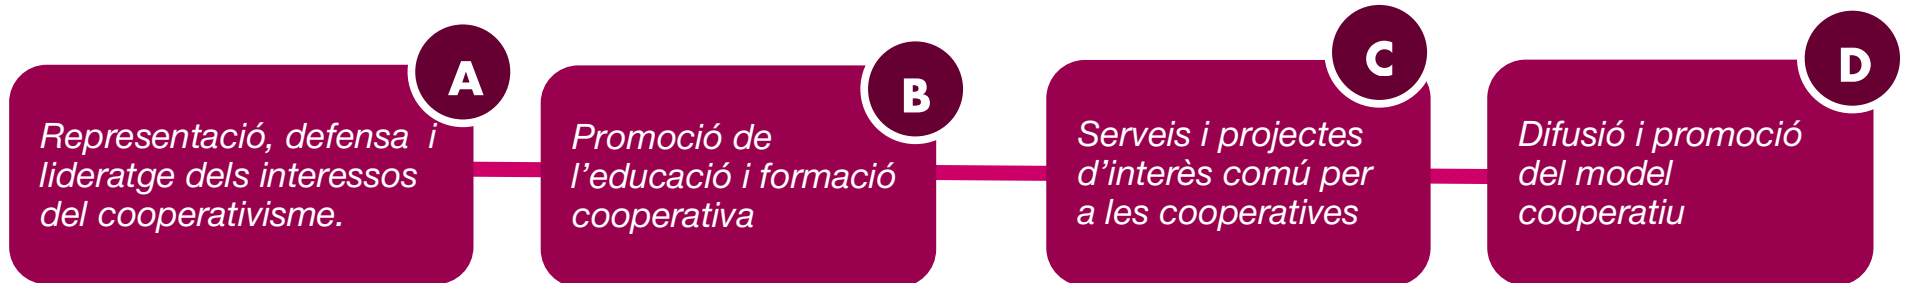 A
Representació, defensa i
lideratge dels interessos
del cooperativisme.
B
Promoció de
l’educació i formació
cooperativa
C
Serveis i projectes
d’interès comú per
a les cooperatives
D
Difusió i promoció
del model
cooperatiu